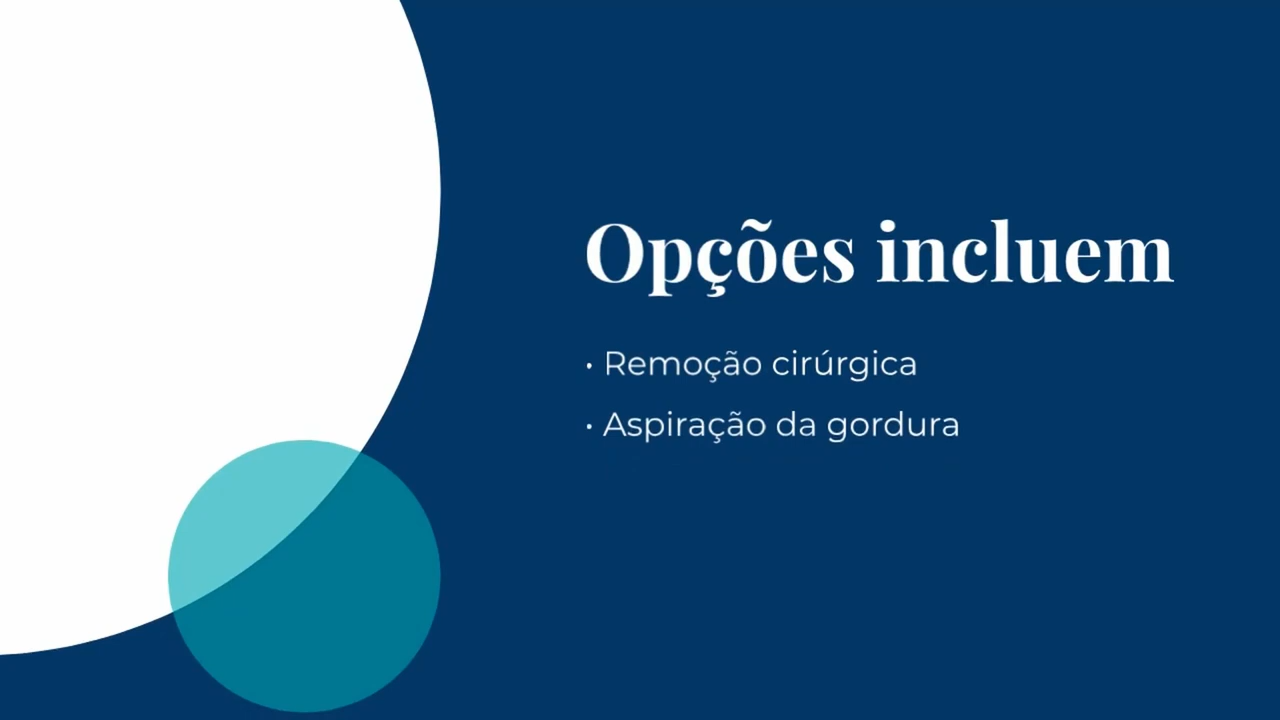 Opções incluem
• Remoção cirúrgica
• Aspiração da gordura